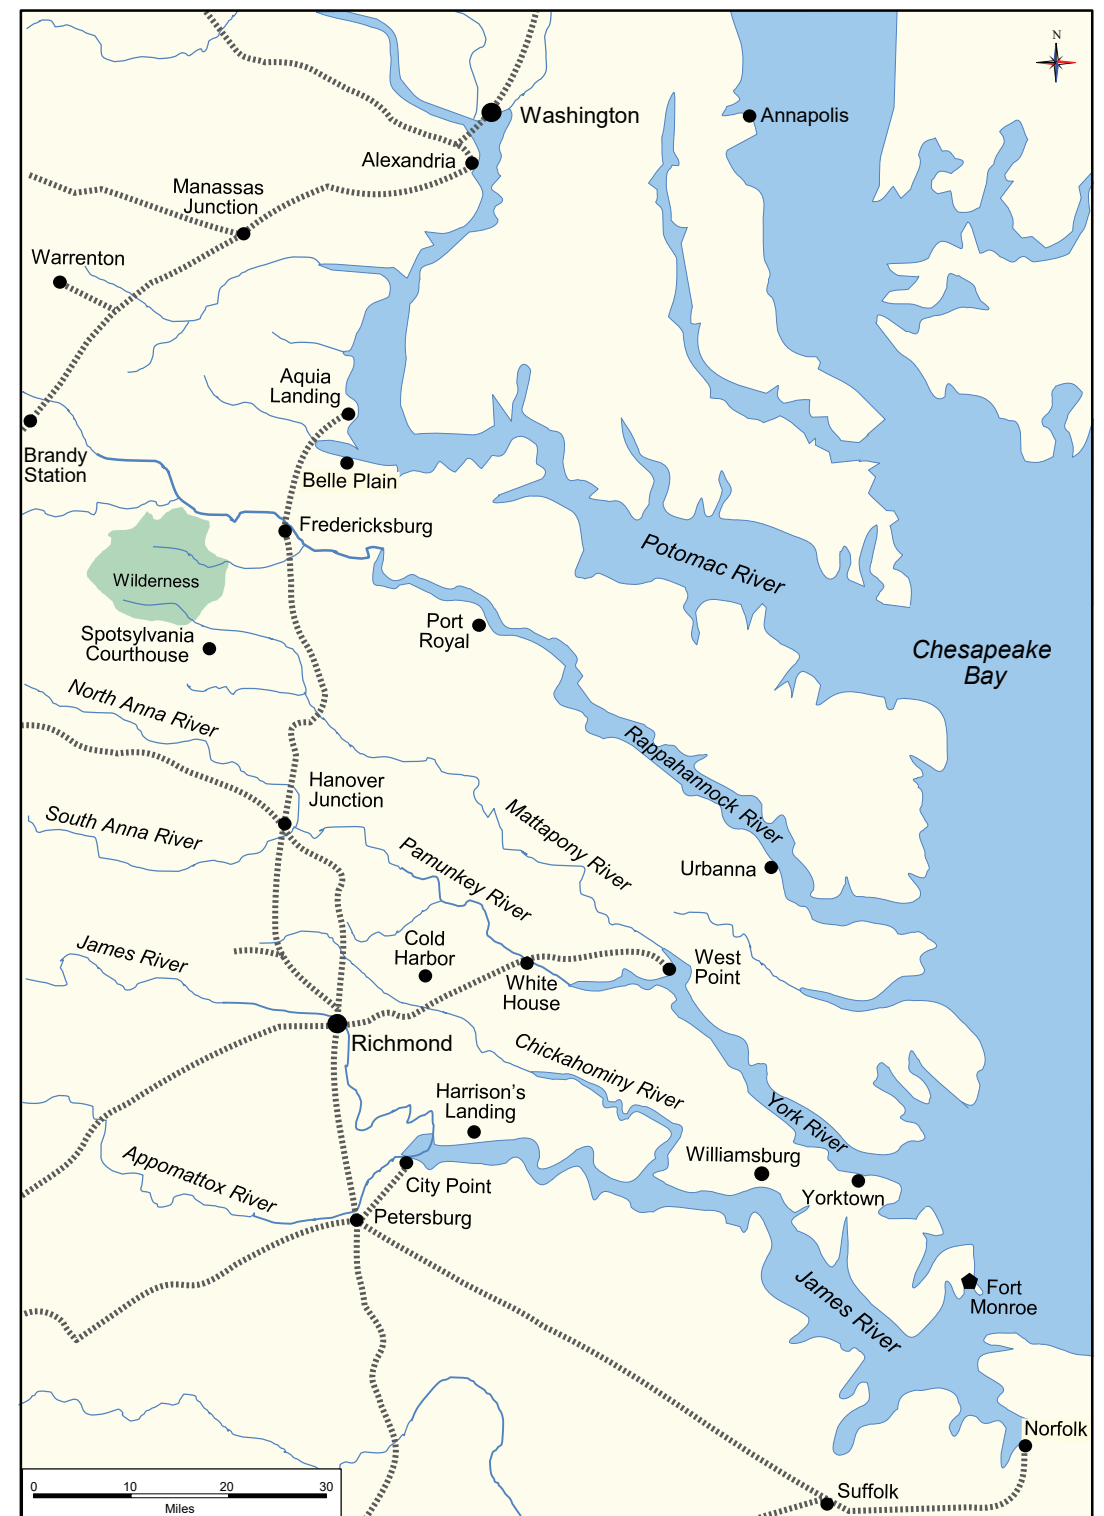 N
Washington
Annapolis
Alexandria
Manassas
Junction
Warrenton
Aquia
Landing
Brandy
Station
Belle Plain
Fredericksburg
Potomac River
Wilderness
Port
Royal
Spotsylvania
Courthouse
Chesapeake
Bay
North Anna River
Rappahannock River
Hanover
Junction
South Anna River
Mattapony River
Pamunkey River
Urbanna
James River
Cold
Harbor
West
Point
White
House
Richmond
Chickahominy River
Harrison’s
Landing
York River
Appomattox River
Williamsburg
City Point
Yorktown
Petersburg
James River
Fort
Monroe
Norfolk
Suffolk
0 10 20 30
Miles